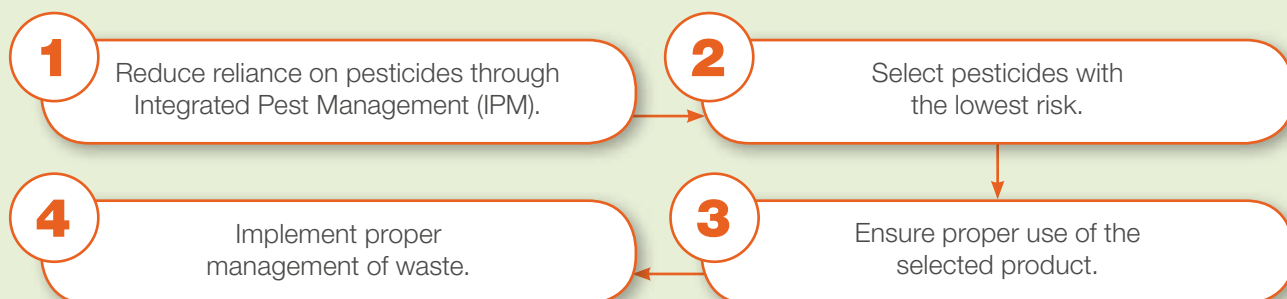 1
Reduce reliance on pesticides through
Integrated Pest Management (IPM).
2
Select pesticides with
the lowest risk.
3
Ensure proper use of the
selected product.
4
Implement proper
management of waste.